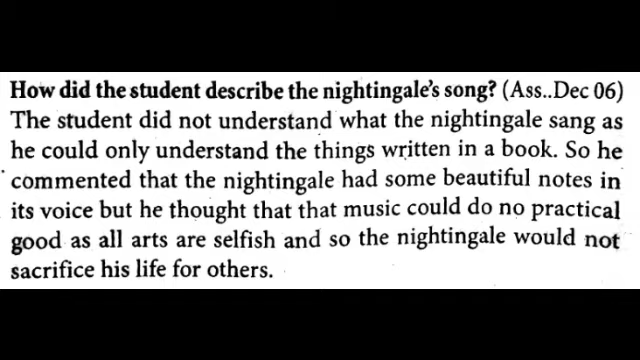 How did the student describe the nightingale's song? (Ass..Dec 06)
The student did not understand what the nightingale sang as
he could only understand the things written in a book. So he
commented that the nightingale had some beautiful notes in
its voice but he thought that that music could do no practical
good as all arts are selfish and so the nightingale would not
sacrifice his life for others.